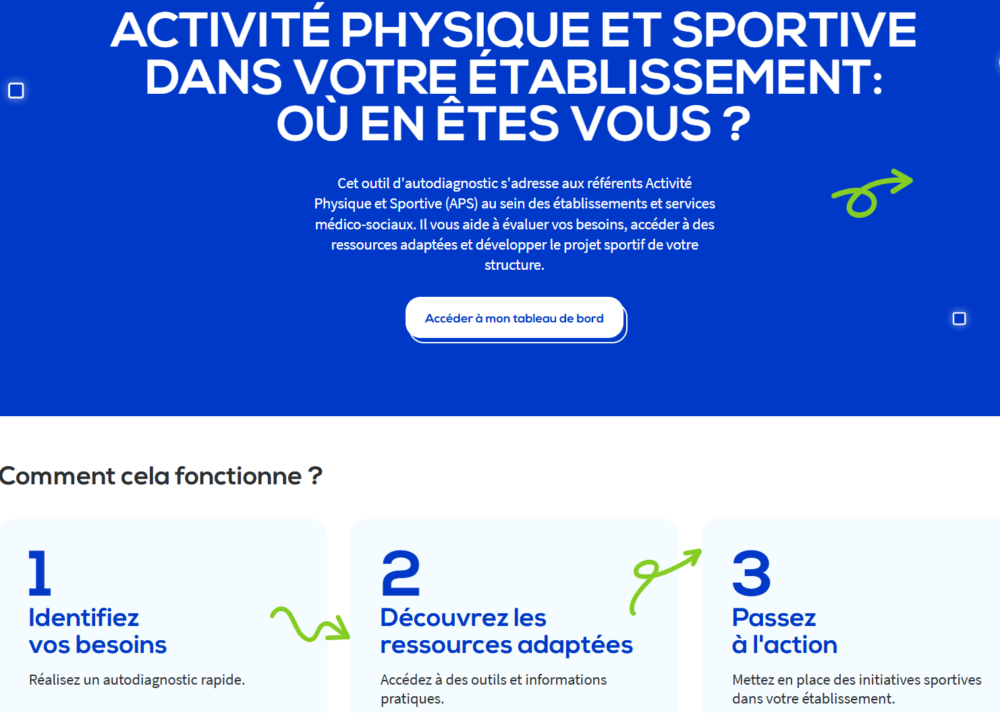 ACTIVITÉ PHYSIQUE ET SPORTIVE
DANS VOTRE ÉTABLISSEMENT:
OÙ EN ÊTES VOUS ?
Cet outil d'autodiagnostic s'adresse aux référents Activité
Physique et Sportive (APS) au sein des établissements et services
médico-sociaux. Il vous aide à évaluer vos besoins, accéder à des
ressources adaptées et développer le projet sportif de votre
structure.
Accéder à mon tableau de bord
Comment cela fonctionne ?
1
Identifiez
vos besoins
Réalisez un autodiagnostic rapide.
2
Découvrez les
ressources adaptées
Accédez à des outils et informations
pratiques.
3
Passez
à l'action
Mettez en place des initiatives sportives
dans votre établissement.